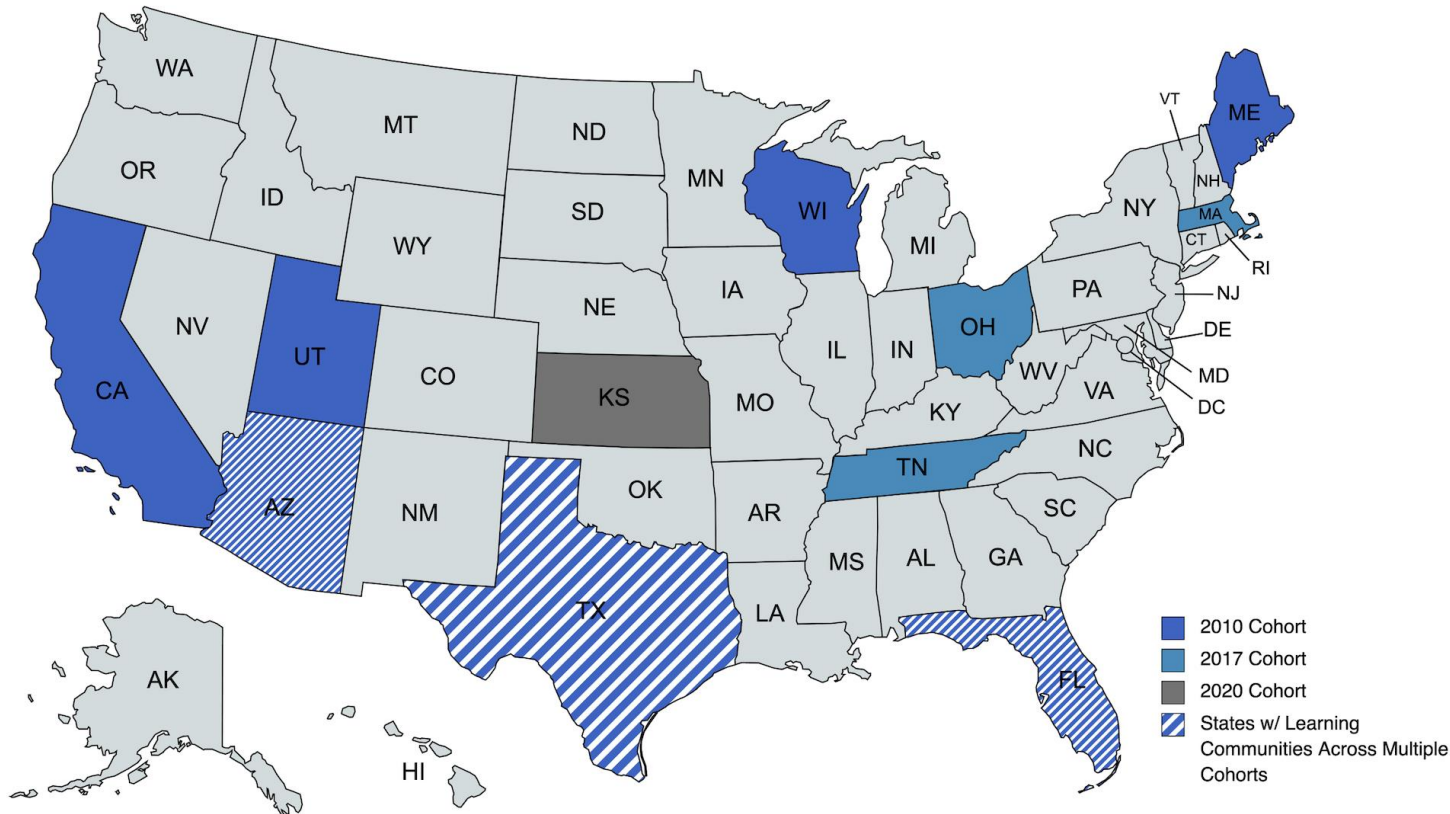 WA
MT
ND
MN
OR
ID
SD
WY
WI
MI
NY
VT
NH
ME
MA
CT
RI
NJ
DE
MD
DC
PA
IA
NE
NV
UT
CO
CA
IL
IN
OH
WV
VA
KS
MO
KY
NC
TN
AZ
NM
OK
AR
SC
MS
AL
GA
TX
LA
FL
AK
HI
2010 Cohort
2017 Cohort
2020 Cohort
States w/ Learning
Communities Across Multiple
Cohorts